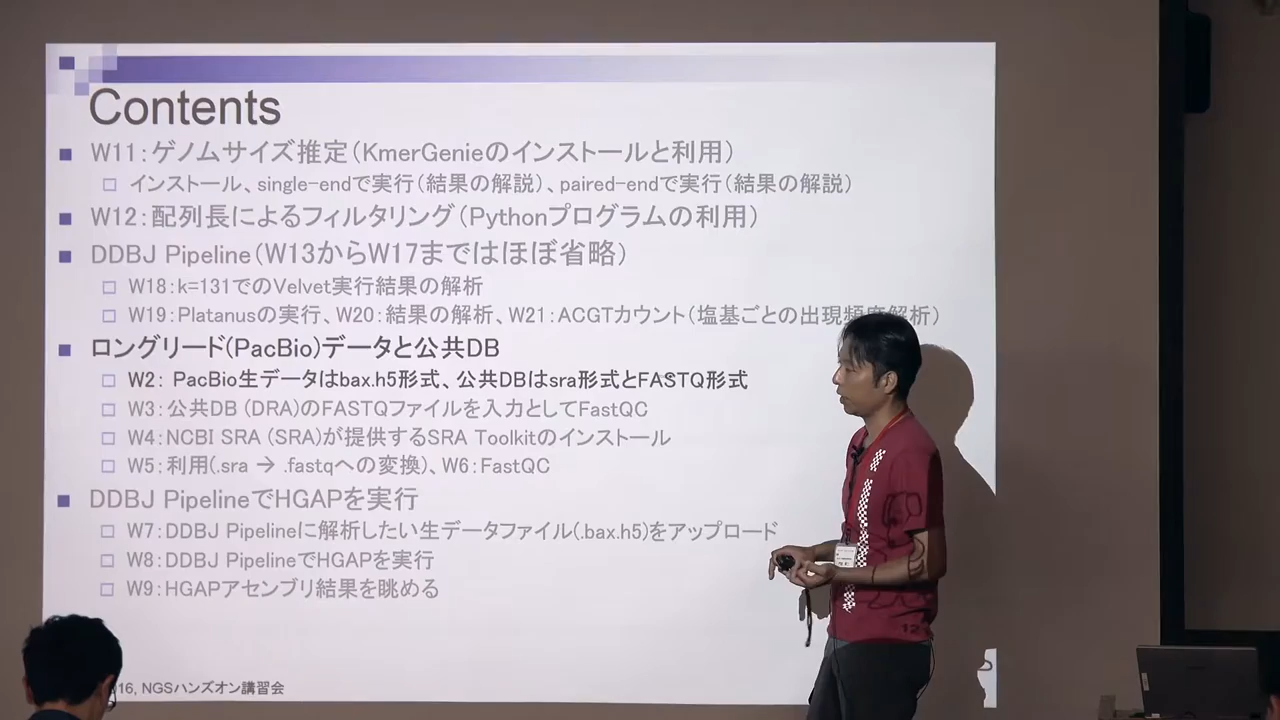 Contents
W11：ゲノムサイズ推定（KmerGenieのインストールと利用）
インストール、single-endで実行（結果の解説）、paired-endで実行（結果の解説）
W12：配列長によるフィルタリング（Pythonプログラムの利用）
DDBJ Pipeline（W13からW17まではほぼ省略）
W18：k=131でのVelvet実行結果の解析
W19：Platanusの実行、W20：結果の解析、W21：ACGTカウント（塩基ごとの出現頻度解析）
ロングリード(PacBio)データと公共DB
W2： PacBio生データはbax.h5形式、公共DBはsra形式とFASTQ形式
W3：公共DB (DRA)のFASTQファイルを入力としてFastQC
W4：NCBI SRA (SRA)が提供するSRA Toolkitのインストール
W5：利用(.sra → .fastqへの変換)、W6：FastQC
DDBJ PipelineでHGAPを実行
W7：DDBJ Pipelineに解析したい生データファイル(.bax.h5)をアップロード
W8：DDBJ PipelineでHGAPを実行
W9：HGAPアセンブリ結果を眺める
16, NGSハンズオン講習会
12